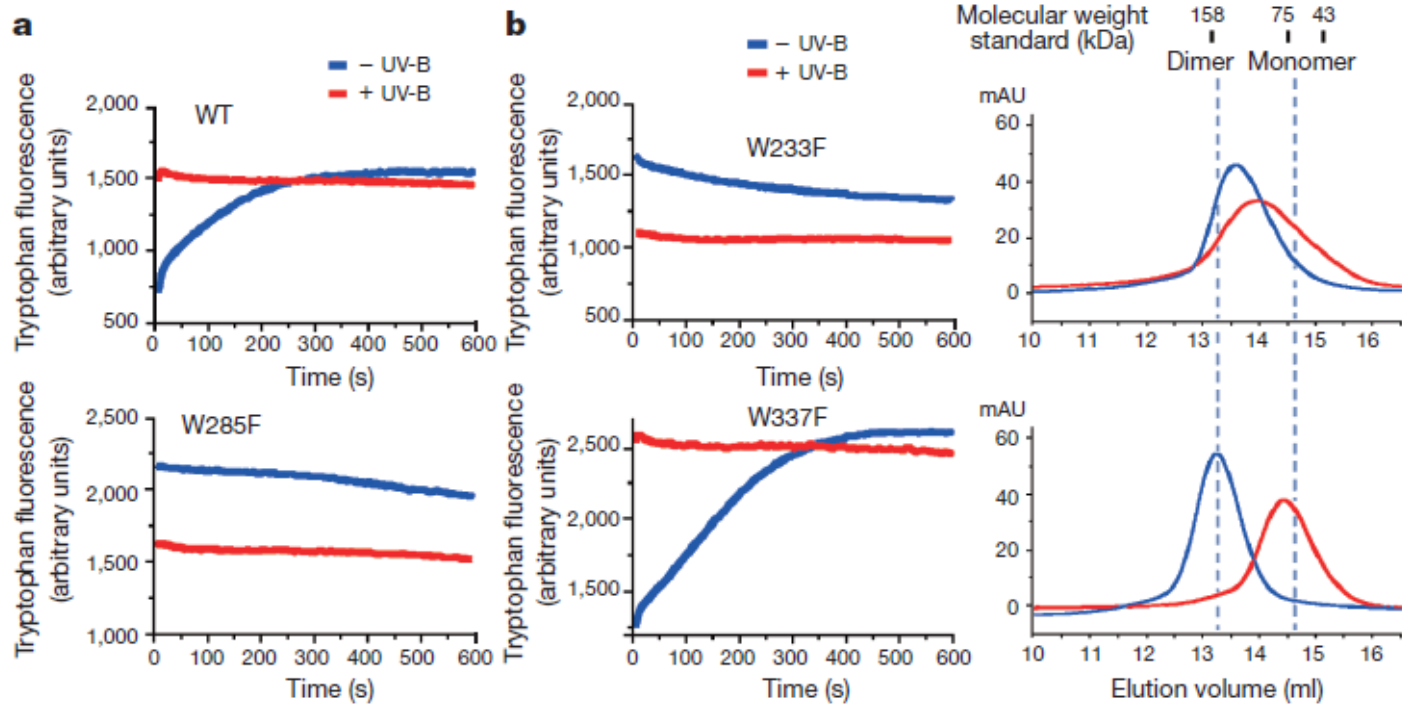 a
− UV-B
+ UV-B
WT
Tryptophan fluorescence
(arbitrary units)
2,000
1,500
1,000
500
0 100 200 300 400 500 600
Time (s)
W285F
Tryptophan fluorescence
(arbitrary units)
2,500
2,000
1,500
1,000
0 100 200 300 400 500 600
Time (s)
b
− UV-B
+ UV-B
W233F
Tryptophan fluorescence
(arbitrary units)
2,000
1,500
1,000
500
0 100 200 300 400 500 600
Time (s)
W337F
Tryptophan fluorescence
(arbitrary units)
2,500
2,000
1,500
0 100 200 300 400 500 600
Time (s)
Molecular weight
standard (kDa)
158 75 43
Dimer Monomer
mAU
60
40
20
0
10 11 12 13 14 15 16
mAU
60
40
20
0
10 11 12 13 14 15 16
Elution volume (ml)